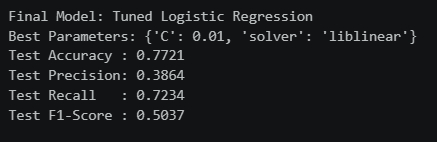 Final Model: Tuned Logistic Regression
Best Parameters: {'C': 0.01, 'solver': 'liblinear'}
Test Accuracy : 0.7721
Test Precision: 0.3864
Test Recall   : 0.7234
Test F1-Score : 0.5037